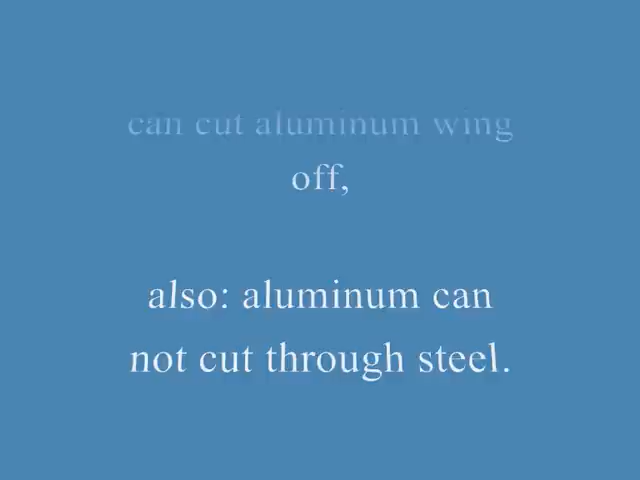 can cut aluminum wing
off,
also: aluminum can
not cut through steel.